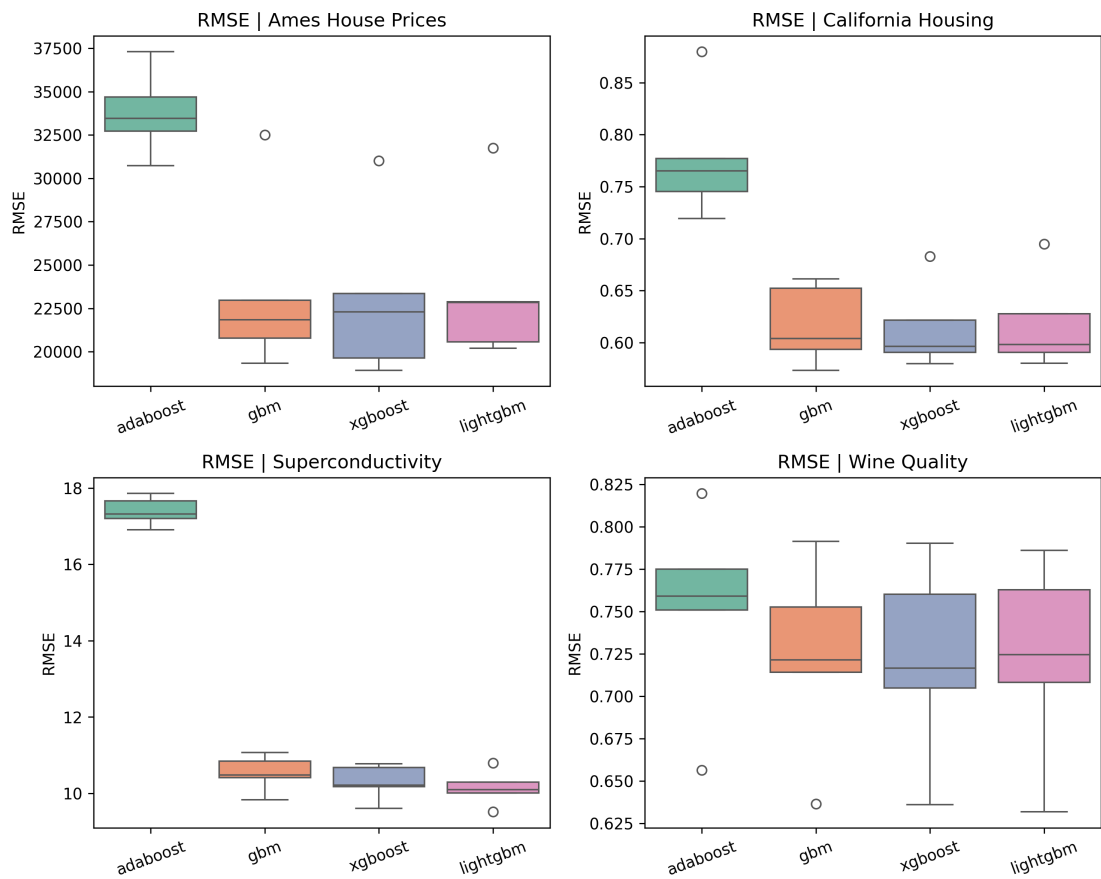 RMSE | Ames House Prices
RMSE
37500
35000
32500
30000
27500
25000
22500
20000
adaboost
gbm
xgboost
lightgbm
RMSE | California Housing
RMSE
0.85
0.80
0.75
0.70
0.65
0.60
adaboost
gbm
xgboost
lightgbm
RMSE | Superconductivity
RMSE
18
16
14
12
10
adaboost
gbm
xgboost
lightgbm
RMSE | Wine Quality
RMSE
0.825
0.800
0.775
0.750
0.725
0.700
0.675
0.650
0.625
adaboost
gbm
xgboost
lightgbm